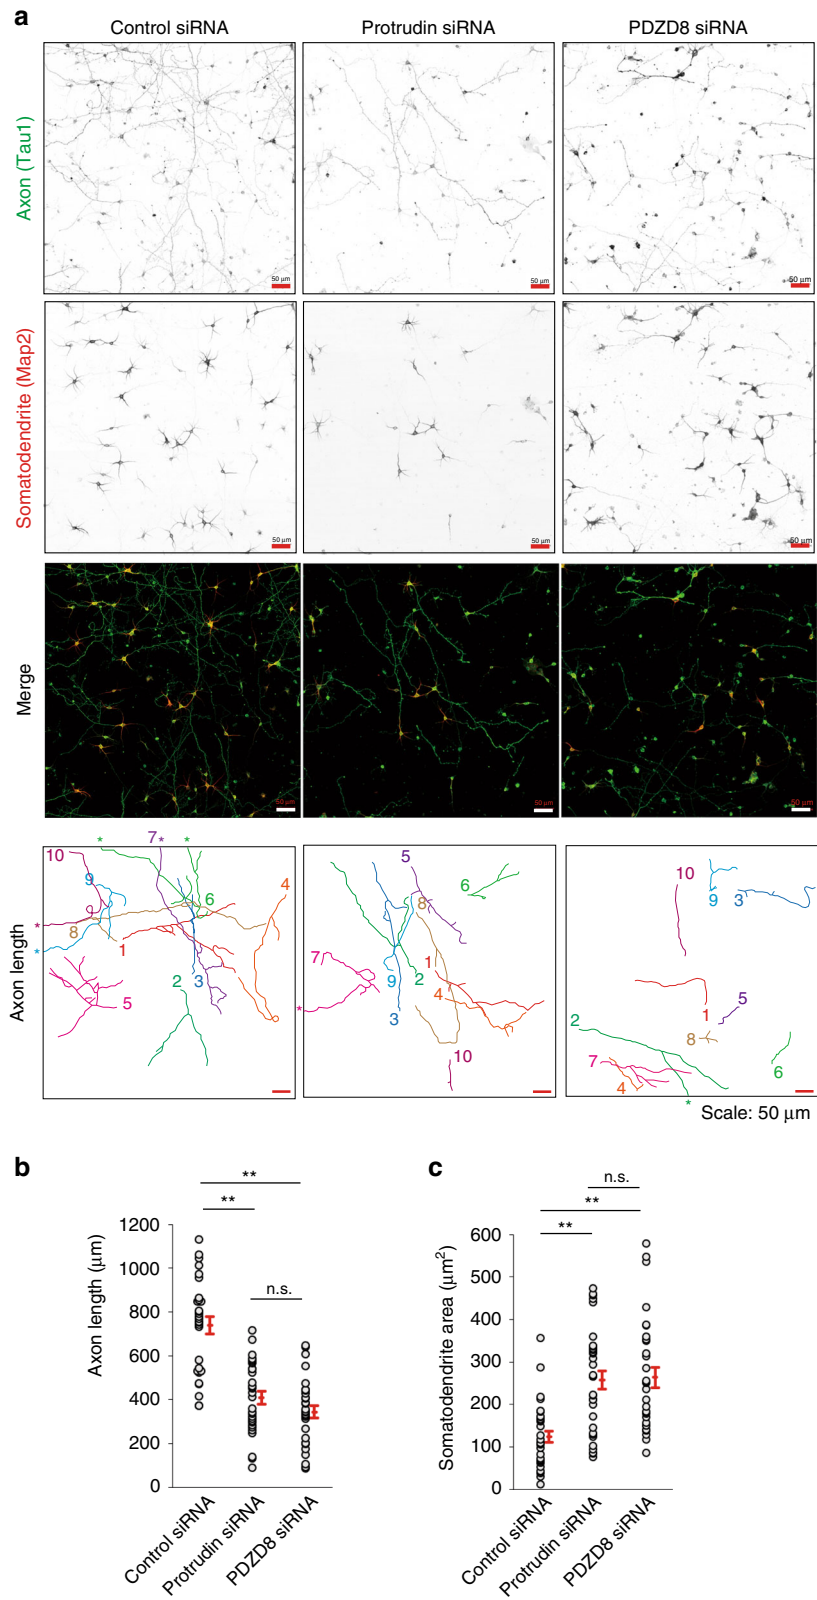 a
Control siRNA Protrudin siRNA PDZD8 siRNA
Axon (Tau1)
50 μm 50 μm 50 μm
Somatodendrite (Map2)
50 μm 50 μm 50 μm
Merge
50 μm 50 μm 50 μm
Axon length
* 7* *
10
9
4
6
* 8
1
* 3
2
5
5
6
8
7
1
2
9
4
* 3
10
10
9 3
1
5
2
8
7
6
4
*
Scale: 50 μm
b
**
**
n.s.
Axon length (μm)
1200
1000
800
600
400
200
0
Control siRNA
Protrudin siRNA
PDZD8 siRNA
c
n.s.
**
**
Somatodendrite area (μm²)
600
500
400
300
200
100
0
Control siRNA
Protrudin siRNA
PDZD8 siRNA